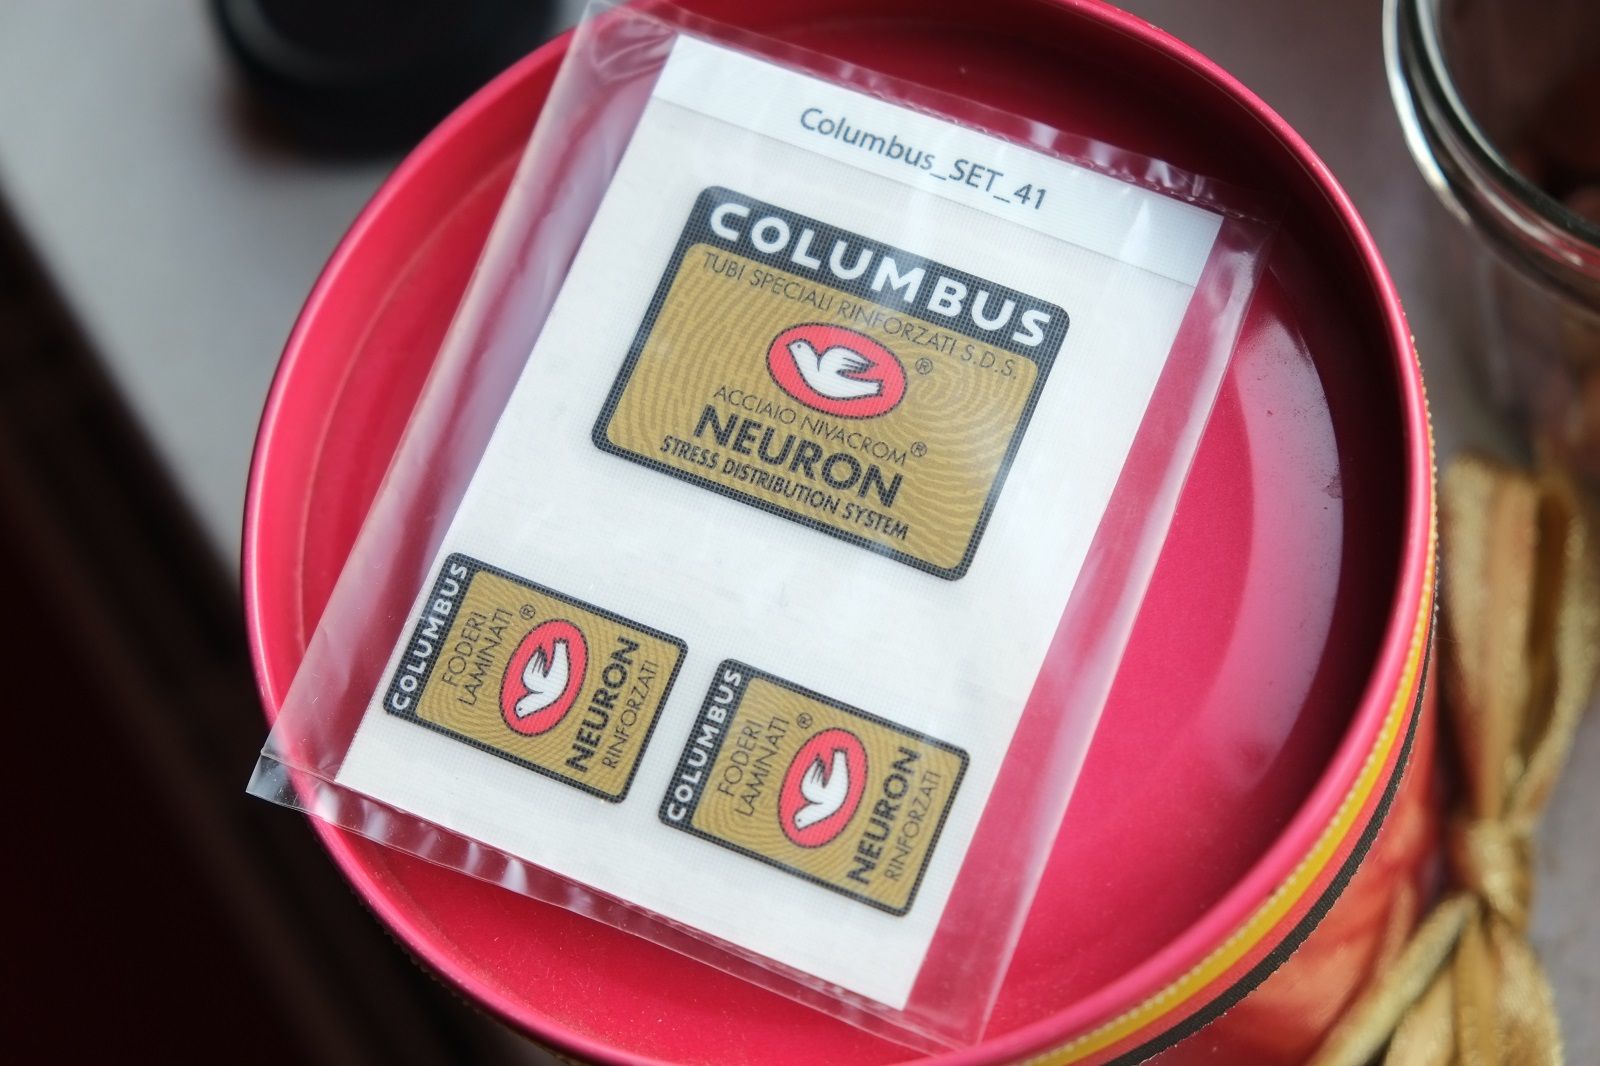 Columbus_SET_41
COLUMBUS
TUBI SPECIALI RINFORZATI S.D.S.
®
ACCIAIO NIVACROM®
NEURON
STRESS DISTRIBUTION SYSTEM
COLUMBUS
FODERI
LAMINATI
®
NEURON
RINFORZATI
COLUMBUS
FODERI
LAMINATI
®
NEURON
RINFORZATI